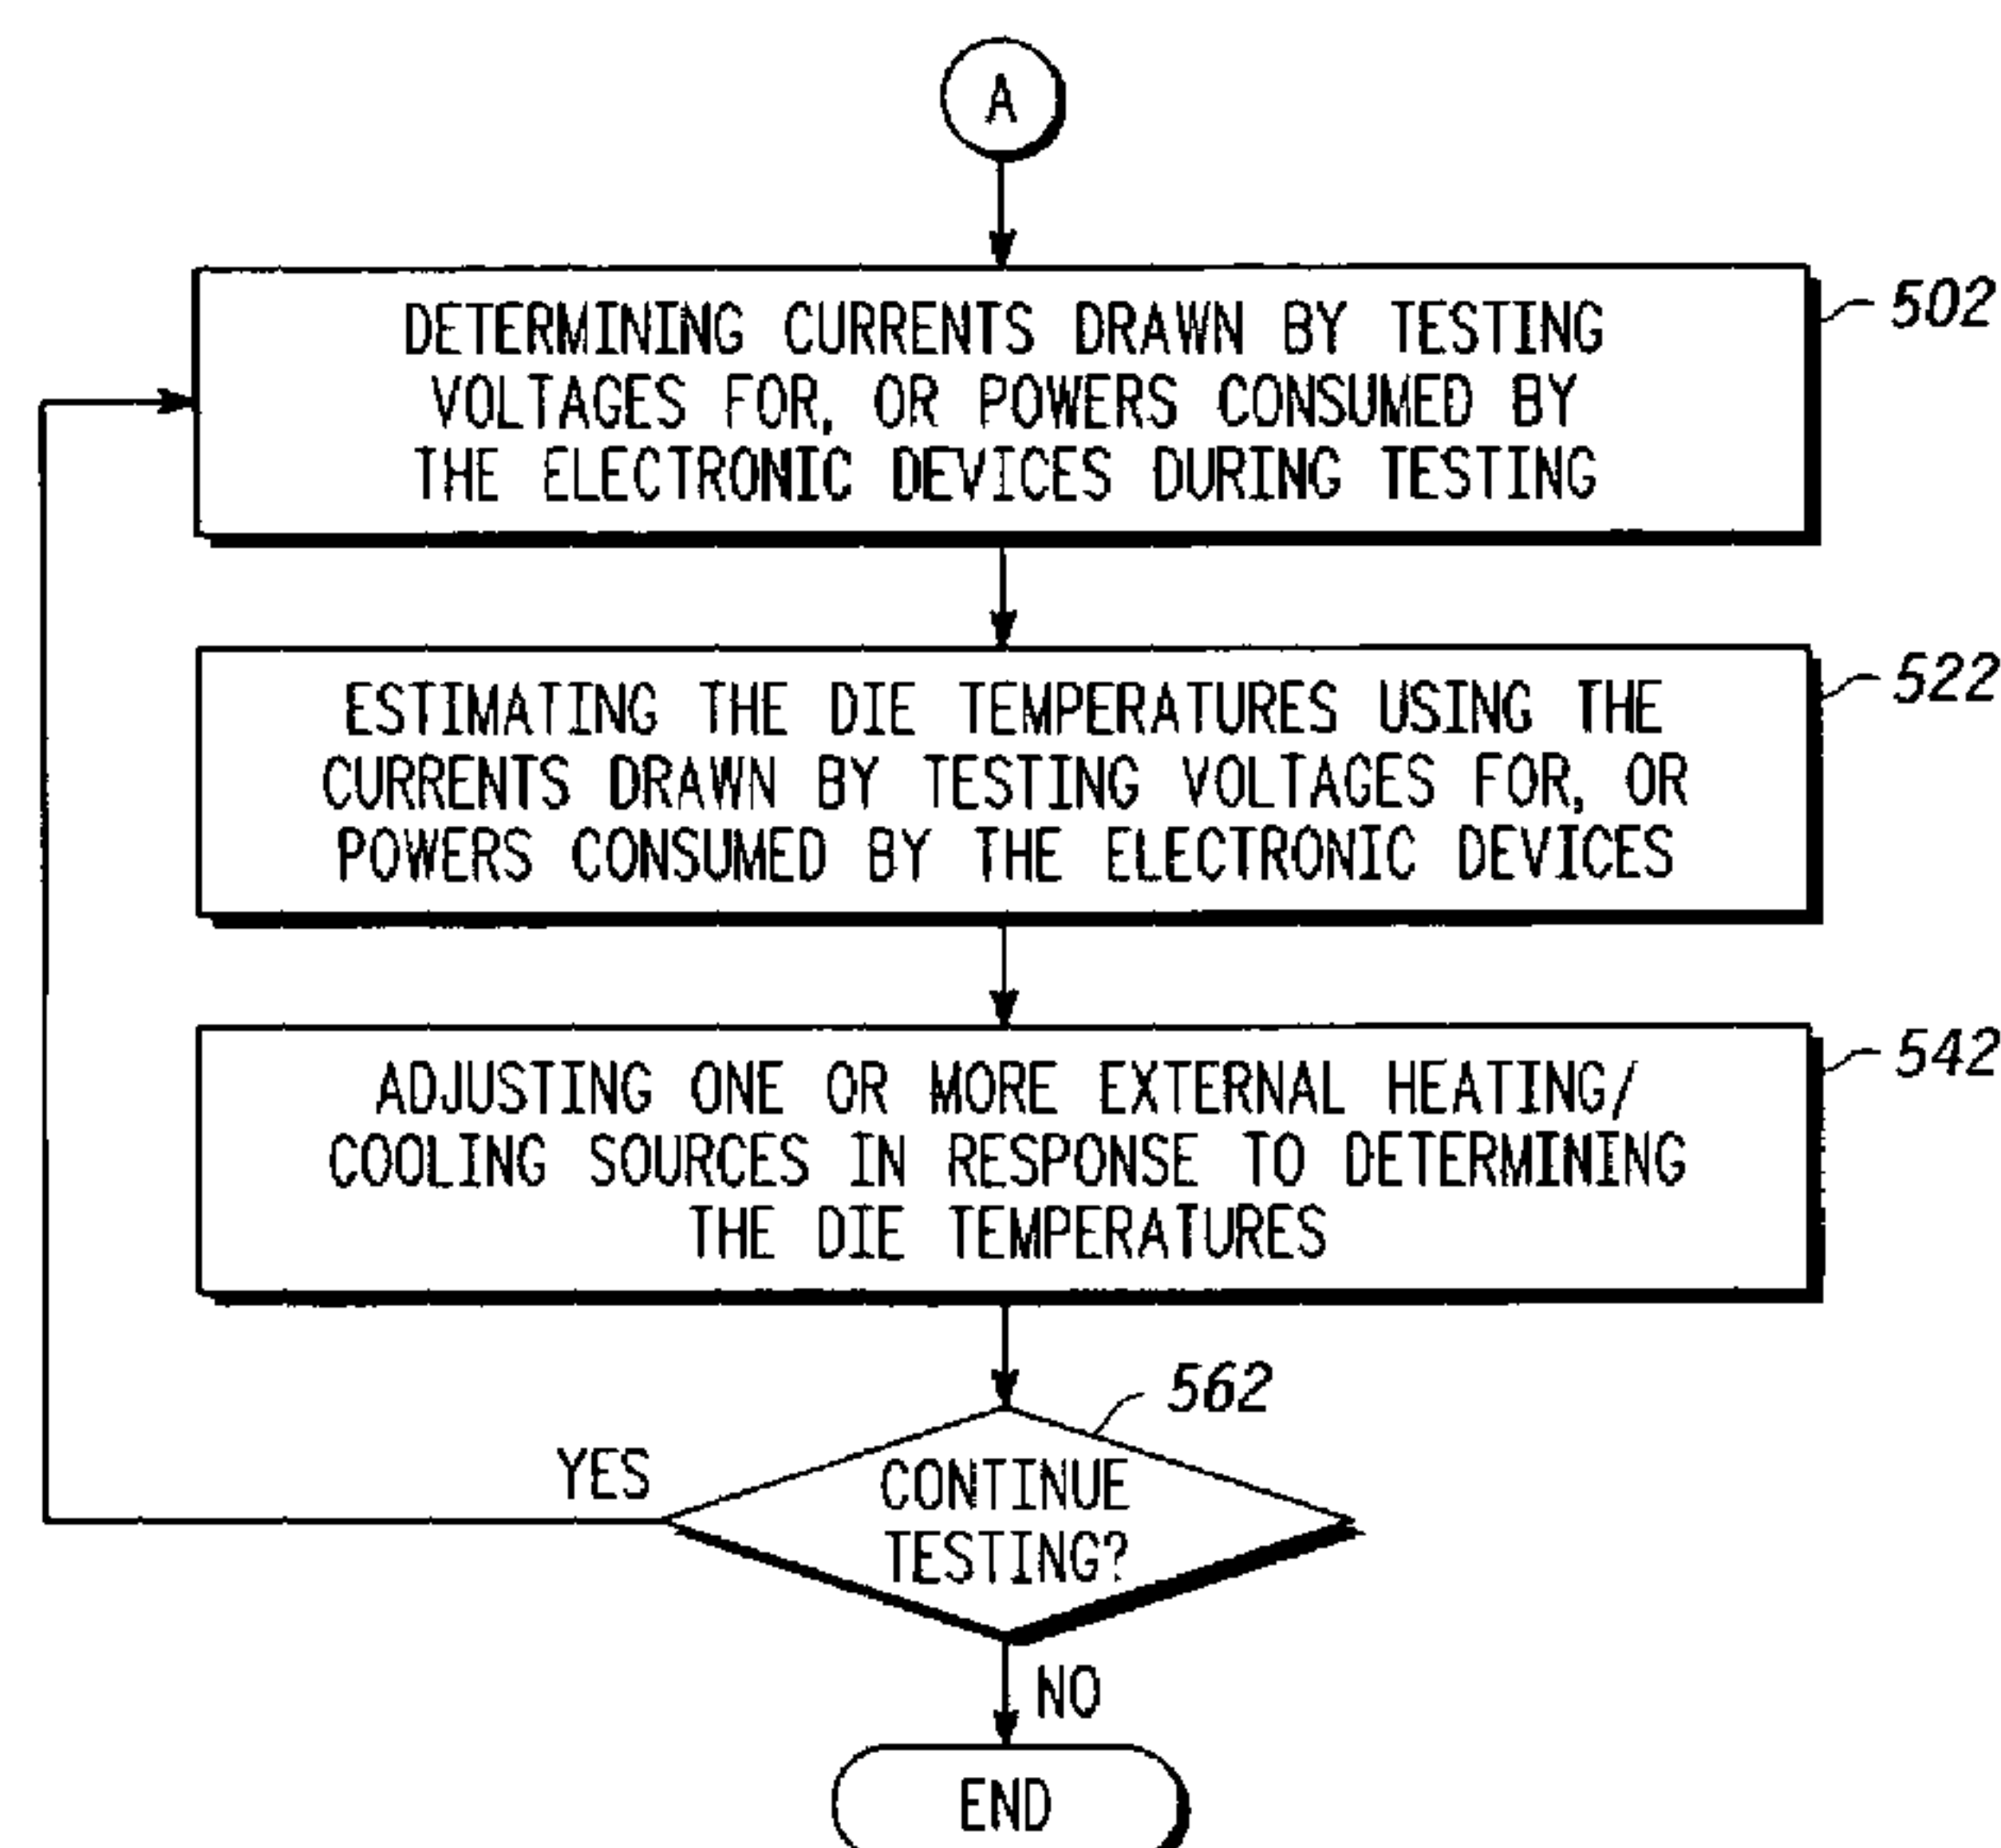 A
DETERMINING CURRENTS DRAWN BY TESTING
VOLTAGES FOR, OR POWERS CONSUMED BY
THE ELECTRONIC DEVICES DURING TESTING
502
ESTIMATING THE DIE TEMPERATURES USING THE
CURRENTS DRAWN BY TESTING VOLTAGES FOR, OR
POWERS CONSUMED BY THE ELECTRONIC DEVICES
522
ADJUSTING ONE OR MORE EXTERNAL HEATING/
COOLING SOURCES IN RESPONSE TO DETERMINING
THE DIE TEMPERATURES
542
562
YES
CONTINUE
TESTING?
NO
END